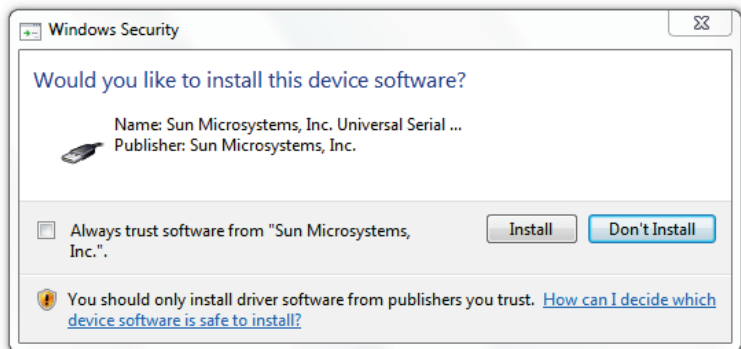 Windows Security
Would you like to install this device software?
Name: Sun Microsystems, Inc. Universal Serial ...
Publisher: Sun Microsystems, Inc.
Always trust software from "Sun Microsystems,
Inc.".
Install
Don't Install
You should only install driver software from publishers you trust. How can I decide which
device software is safe to install?